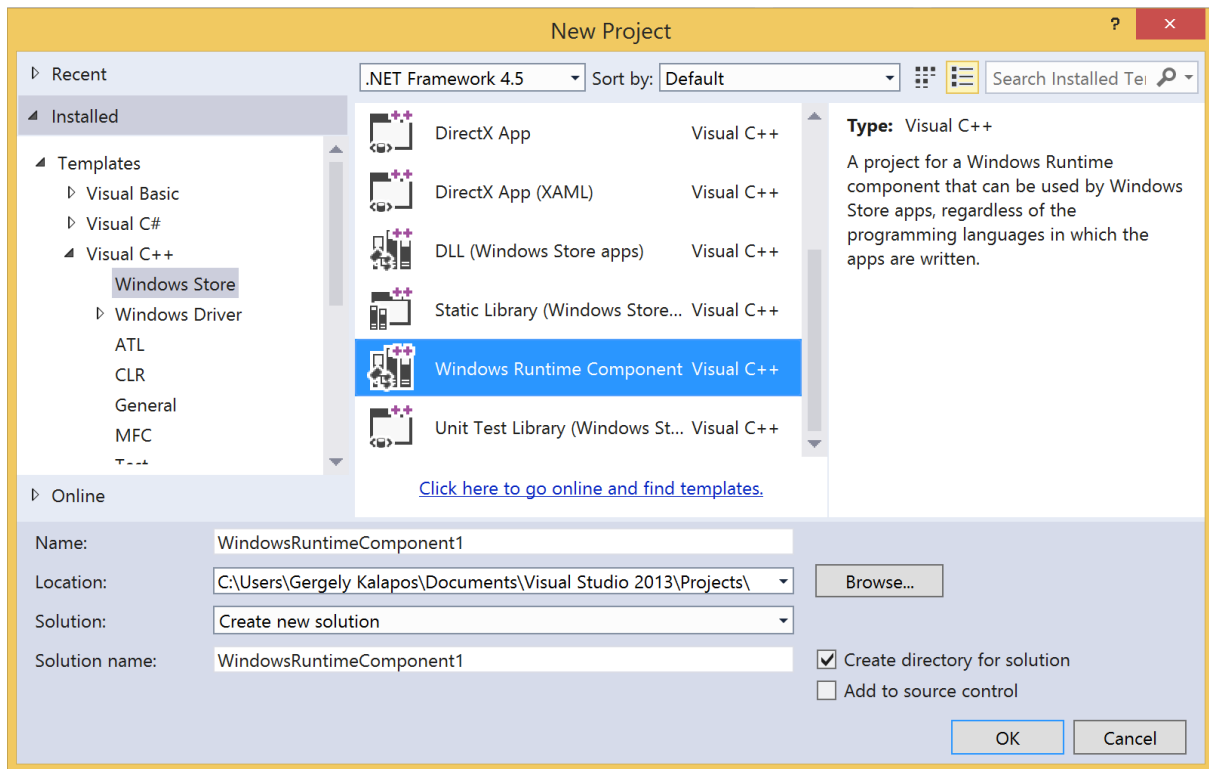 New Project
?
Recent
.NET Framework 4.5
Sort by:
Default
Search Installed Te
Installed
Templates
Visual Basic
Visual C#
Visual C++
Windows Store
Windows Driver
ATL
CLR
General
MFC
Online
DirectX App Visual C++
DirectX App (XAML) Visual C++
DLL (Windows Store apps) Visual C++
Static Library (Windows Store... Visual C++
Windows Runtime Component Visual C++
Unit Test Library (Windows St... Visual C++
Click here to go online and find templates.
Type: Visual C++
A project for a Windows Runtime
component that can be used by Windows
Store apps, regardless of the
programming languages in which the
apps are written.
Name: WindowsRuntimeComponent1
Location: C:\Users\Gergely Kalapos\Documents\Visual Studio 2013\Projects\ Browse...
Solution: Create new solution
Solution name: WindowsRuntimeComponent1
Create directory for solution
Add to source control
OK Cancel